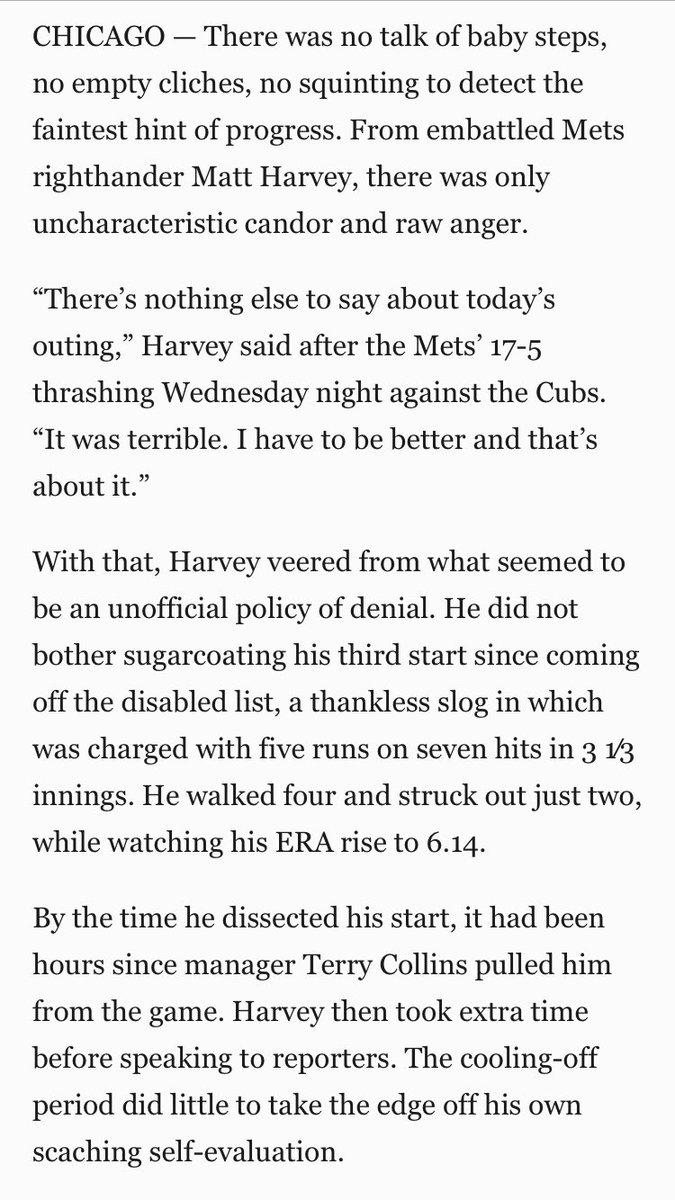 CHICAGO — There was no talk of baby steps,
no empty cliches, no squinting to detect the
faintest hint of progress. From embattled Mets
righthander Matt Harvey, there was only
uncharacteristic candor and raw anger.
“There’s nothing else to say about today’s
outing,” Harvey said after the Mets’ 17-5
thrashing Wednesday night against the Cubs.
“It was terrible. I have to be better and that’s
about it.”
With that, Harvey veered from what seemed to
be an unofficial policy of denial. He did not
bother sugarcoating his third start since coming
off the disabled list, a thankless slog in which
was charged with five runs on seven hits in 3 1/3
innings. He walked four and struck out just two,
while watching his ERA rise to 6.14.
By the time he dissected his start, it had been
hours since manager Terry Collins pulled him
from the game. Harvey then took extra time
before speaking to reporters. The cooling-off
period did little to take the edge off his own
scaching self-evaluation.